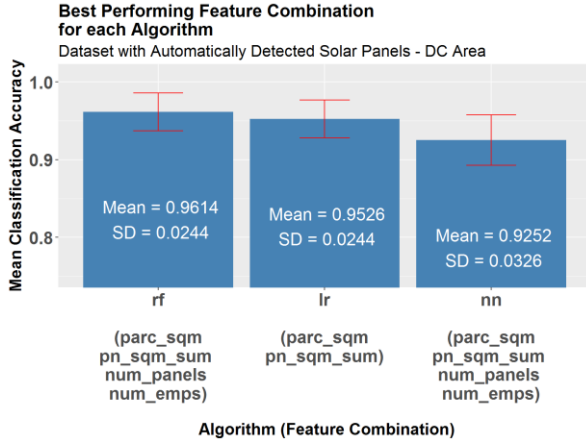 Best Performing Feature Combination
for each Algorithm
Dataset with Automatically Detected Solar Panels - DC Area
Mean Classification Accuracy
1.0
0.9
0.8
Mean = 0.9614
SD = 0.0244
Mean = 0.9526
SD = 0.0244
Mean = 0.9252
SD = 0.0326
rf
(parc_sqm
pn_sqm_sum
num_panels
num_emps)
lr
(parc_sqm
pn_sqm_sum)
nn
(parc_sqm
pn_sqm_sum
num_panels
num_emps)
Algorithm (Feature Combination)